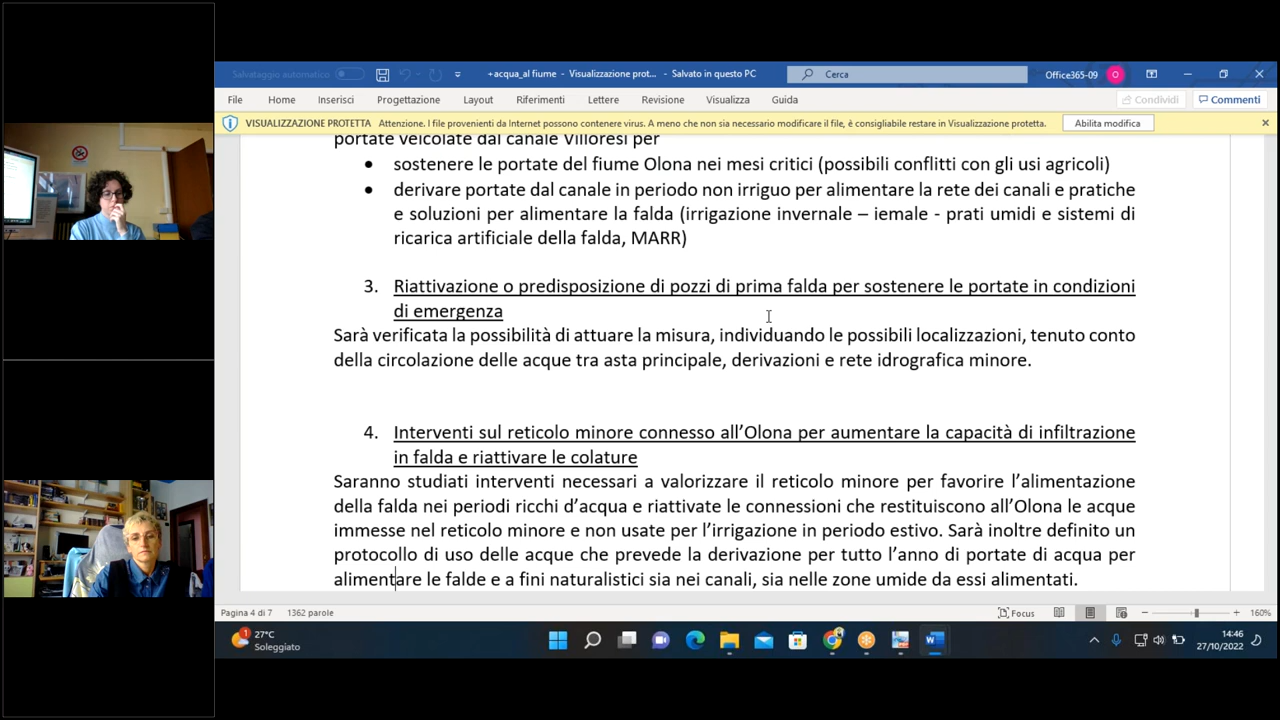 Salvataggio automatico
+acqua_al fiume - Visualizzazione prot... - Salvato in questo PC
Cerca
Office365-09
O
File Home Inserisci Progettazione Layout Riferimenti Lettere Revisione Visualizza Guida
Condividi
Commenti
VISUALIZZAZIONE PROTETTA Attenzione. I file provenienti da Internet possono contenere virus. A meno che non sia necessario modificare il file, è consigliabile restare in Visualizzazione protetta.
Abilita modifica
portate veicolate dal canale Villoresi per
• sostenere le portate del fiume Olona nei mesi critici (possibili conflitti con gli usi agricoli)
• derivare portate dal canale in periodo non irriguo per alimentare la rete dei canali e pratiche
e soluzioni per alimentare la falda (irrigazione invernale – iemale - prati umidi e sistemi di
ricarica artificiale della falda, MARR)
3. Riattivazione o predisposizione di pozzi di prima falda per sostenere le portate in condizioni
di emergenza
Sarà verificata la possibilità di attuare la misura, individuando le possibili localizzazioni, tenuto conto
della circolazione delle acque tra asta principale, derivazioni e rete idrografica minore.
4. Interventi sul reticolo minore connesso all’Olona per aumentare la capacità di infiltrazione
in falda e riattivare le colature
Saranno studiati interventi necessari a valorizzare il reticolo minore per favorire l’alimentazione
della falda nei periodi ricchi d’acqua e riattivate le connessioni che restituiscono all’Olona le acque
immesse nel reticolo minore e non usate per l’irrigazione in periodo estivo. Sarà inoltre definito un
protocollo di uso delle acque che prevede la derivazione per tutto l’anno di portate di acqua per
alimentare le falde e a fini naturalistici sia nei canali, sia nelle zone umide da essi alimentati.
Pagina 4 di 7 1362 parole
Focus
160%
1
27°C
Soleggiato
14:46
27/10/2022